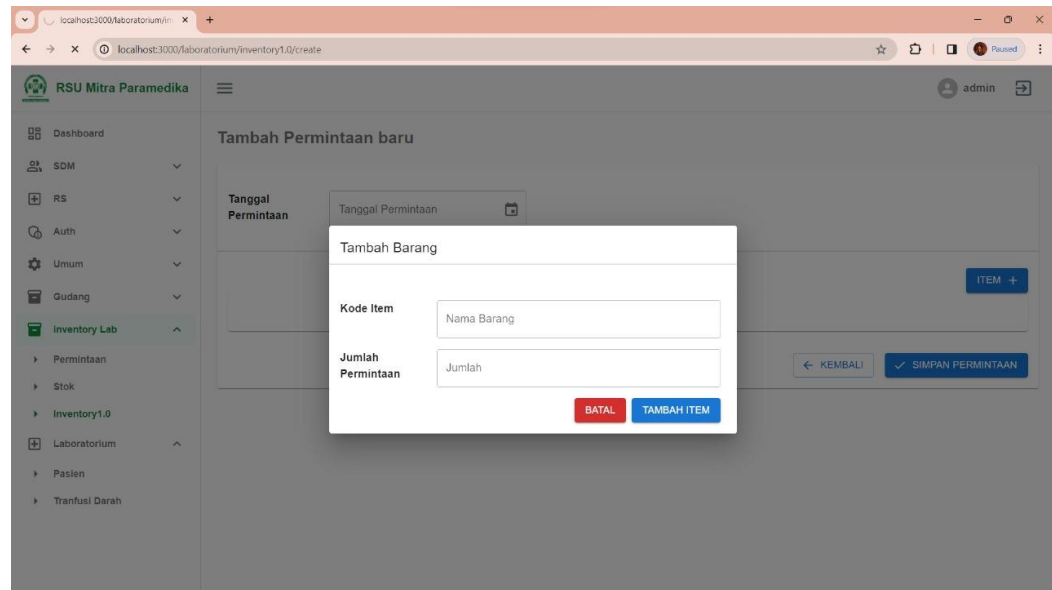 localhost:3000/laboratorium/in
localhost:3000/laboratorium/inventory1.0/create
Paused
RSU Mitra Paramedika
admin
Dashboard
SDM
RS
Auth
Umum
Gudang
Inventory Lab
Permintaan
Stok
Inventory1.0
Laboratorium
Pasien
Tranfusi Darah
Tambah Permintaan baru
Tanggal
Permintaan
Tanggal Permintaan
ITEM +
KEMBALI
SIMPAN PERMINTAAN
Tambah Barang
Kode Item
Nama Barang
Jumlah
Permintaan
Jumlah
BATAL
TAMBAH ITEM